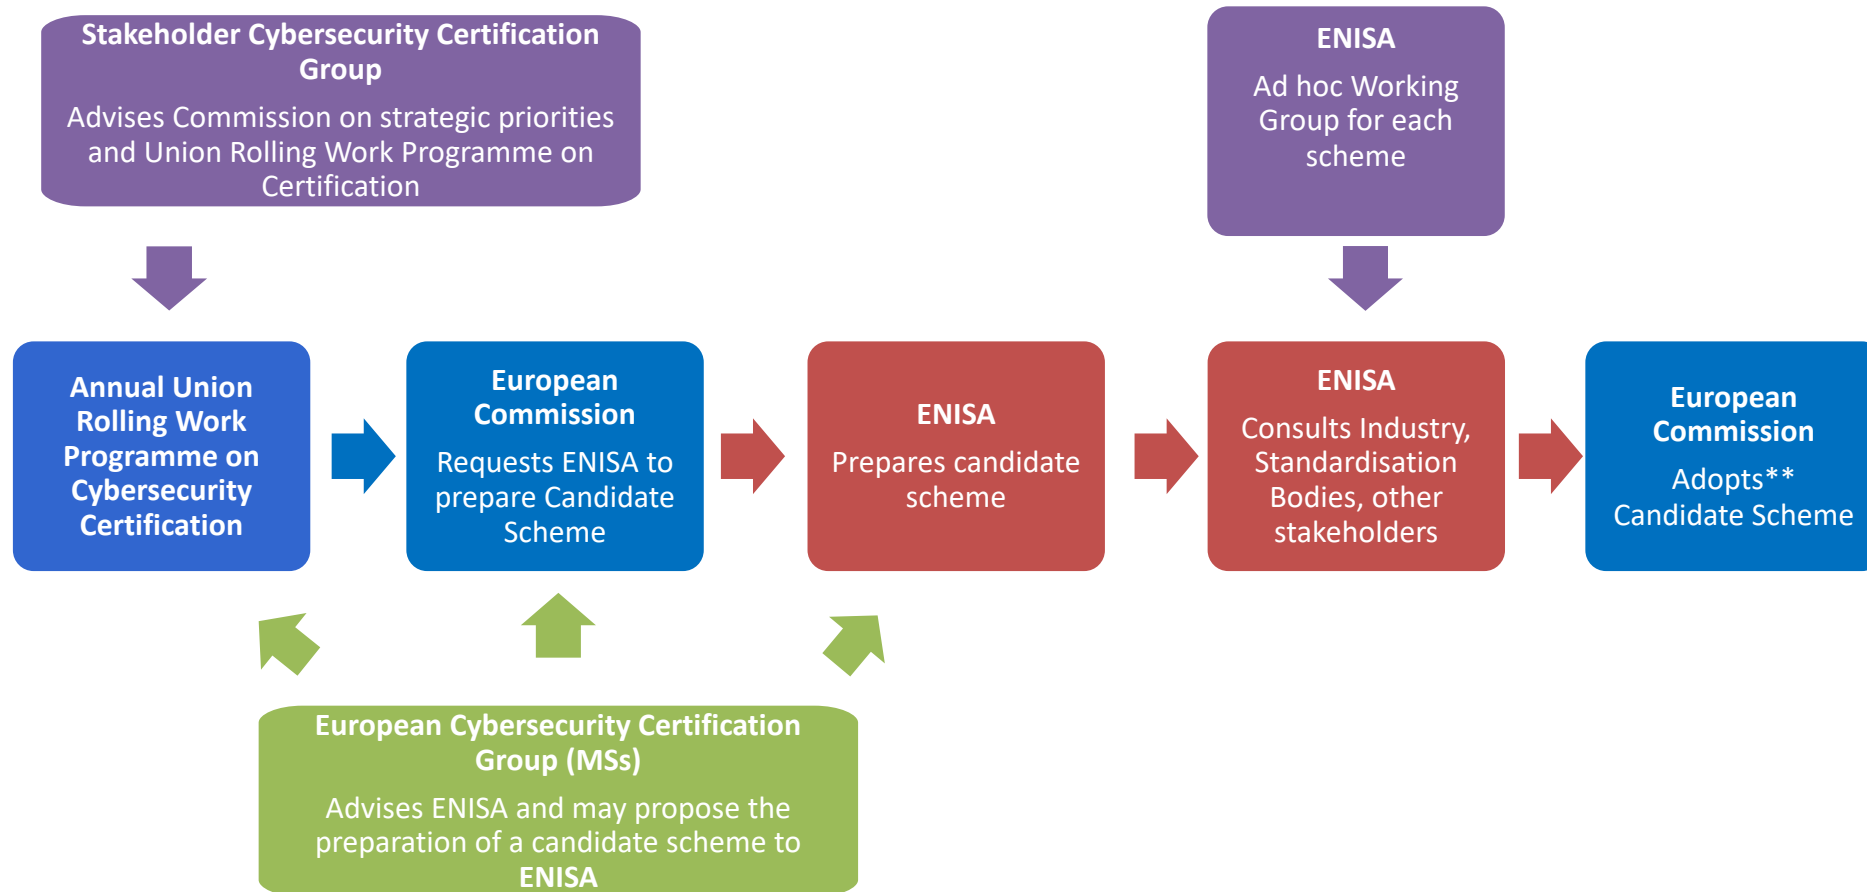 Stakeholder Cybersecurity Certification
Group
Advises Commission on strategic priorities
and Union Rolling Work Programme on
Certification
ENISA
Ad hoc Working
Group for each
scheme
Annual Union
Rolling Work
Programme on
Cybersecurity
Certification
European
Commission
Requests ENISA to
prepare Candidate
Scheme
ENISA
Prepares candidate
scheme
ENISA
Consults Industry,
Standardisation
Bodies, other
stakeholders
European
Commission
Adopts**
Candidate Scheme
European Cybersecurity Certification
Group (MSs)
Advises ENISA and may propose the
preparation of a candidate scheme to
ENISA